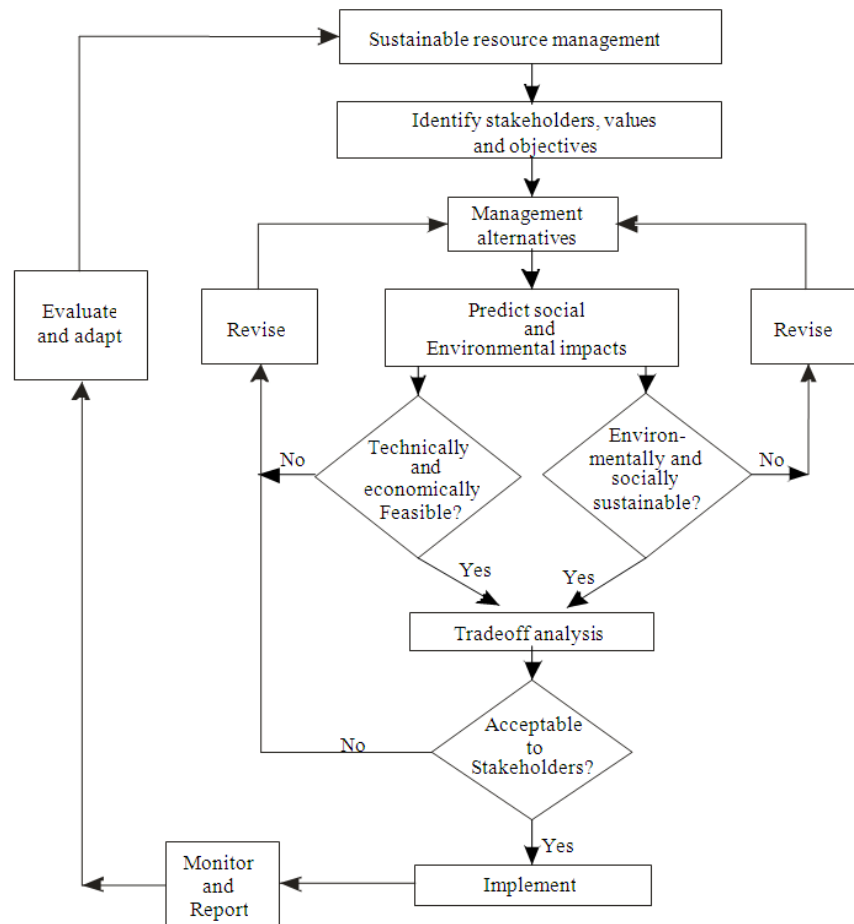 Sustainable resource management
Identify stakeholders, values
and objectives
Management
alternatives
Evaluate
and adapt
Revise
Predict social
and
Environmental impacts
Revise
No
Technically
and
economically
Feasible?
Environ-
mentally and
socially
sustainable?
No
Yes
Yes
Tradeoff analysis
No
Acceptable
to
Stakeholders?
Yes
Monitor
and
Report
Implement